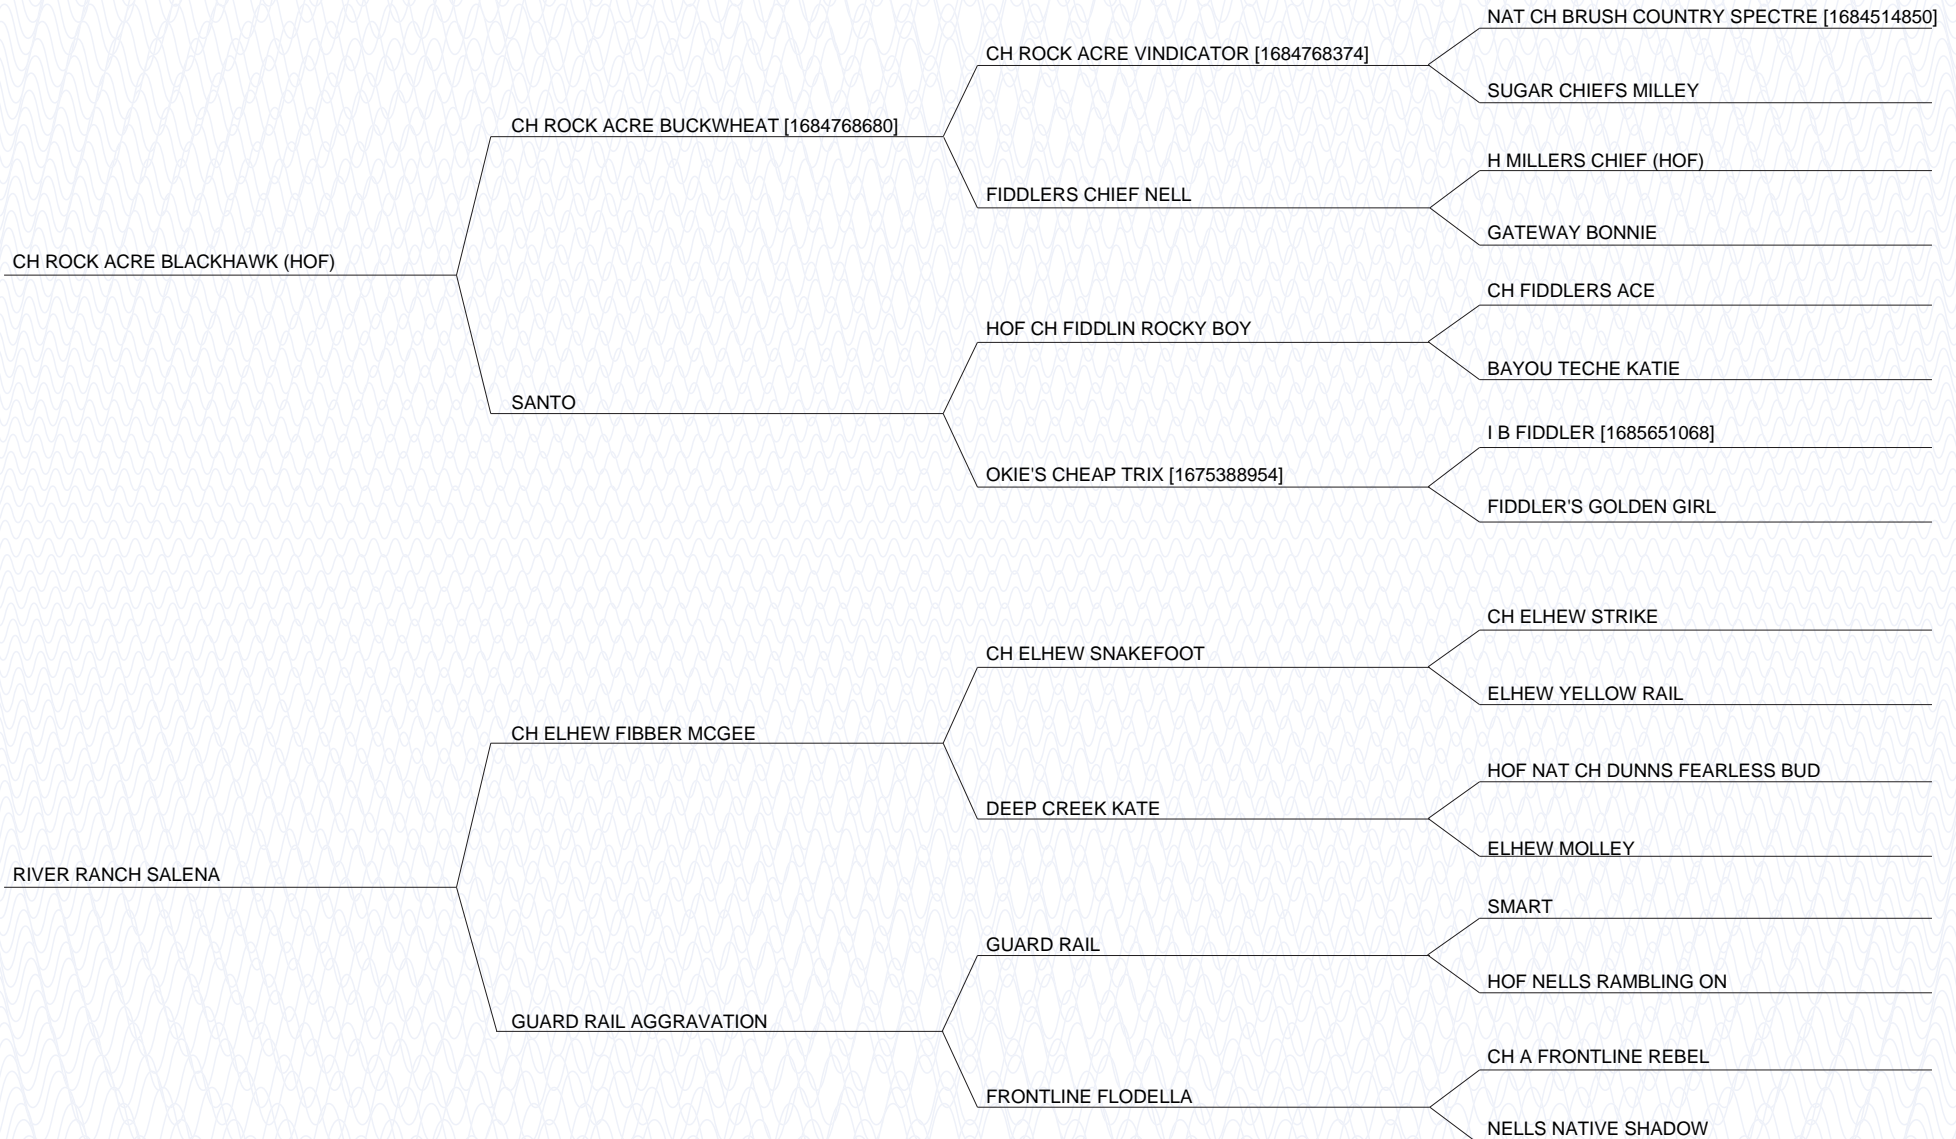 NAT CH BRUSH COUNTRY SPECTRE [1684514850]
CH ROCK ACRE VINDICATOR [1684768374]
SUGAR CHIEFS MILLEY
CH ROCK ACRE BUCKWHEAT [1684768680]
H MILLERS CHIEF (HOF)
FIDDLERS CHIEF NELL
GATEWAY BONNIE
CH ROCK ACRE BLACKHAWK (HOF)
CH FIDDLERS ACE
HOF CH FIDDLIN ROCKY BOY
BAYOU TECHE KATIE
SANTO
I B FIDDLER [1685651068]
OKIE'S CHEAP TRIX [1675388954]
FIDDLER'S GOLDEN GIRL
CH ELHEW STRIKE
CH ELHEW SNAKEFOOT
ELHEW YELLOW RAIL
CH ELHEW FIBBER MCGEE
HOF NAT CH DUNNS FEARLESS BUD
DEEP CREEK KATE
ELHEW MOLLEY
RIVER RANCH SALENA
SMART
GUARD RAIL
HOF NELLS RAMBLING ON
GUARD RAIL AGGRAVATION
CH A FRONTLINE REBEL
FRONTLINE FLODELLA
NELLS NATIVE SHADOW